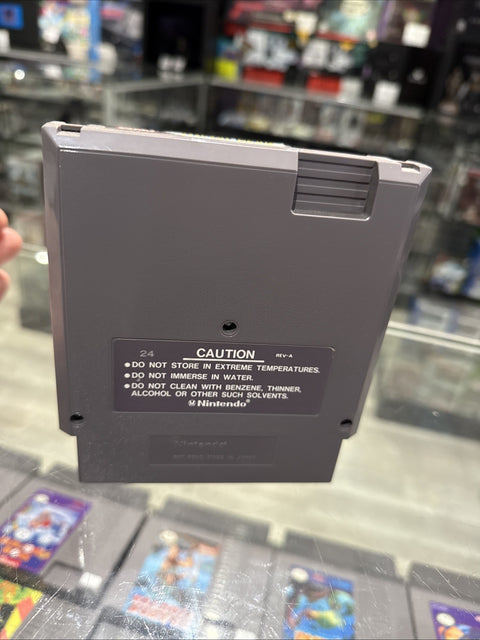 24 CAUTION REV-A
●DO NOT STORE IN EXTREME TEMPERATURES.
●DO NOT IMMERSE IN WATER.
●DO NOT CLEAN WITH BENZENE, THINNER,
ALCOHOL OR OTHER SUCH SOLVENTS.
Nintendo®
Nintendo